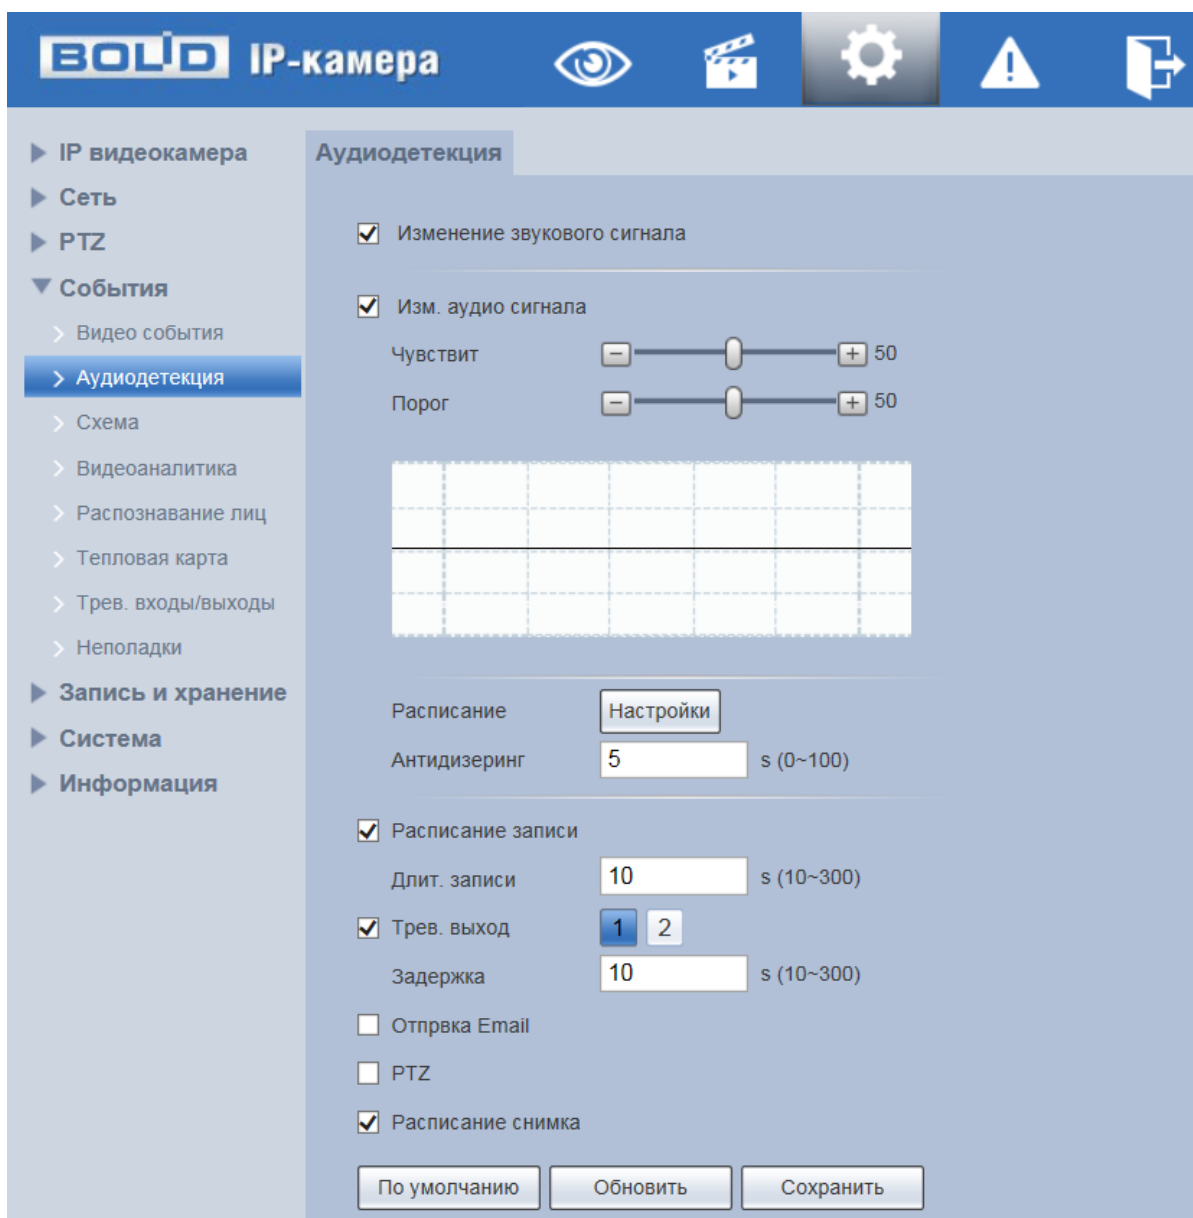 BOLID IP-камера
IP видеокамера
Сеть
PTZ
События
Видео события
Аудиодетекция
Схема
Видеоаналитика
Распознавание лиц
Тепловая карта
Трев. входы/выходы
Неполадки
Запись и хранение
Система
Информация
Аудиодетекция
Изменение звукового сигнала
Изм. аудио сигнала
Чувствит 50
Порог 50
Расписание Настройки
Антидизеринг 5 s (0~100)
Расписание записи
Длит. записи 10 s (10~300)
Трев. выход 1 2
Задержка 10 s (10~300)
Отпрвка Email
PTZ
Расписание снимка
По умолчанию Обновить Сохранить